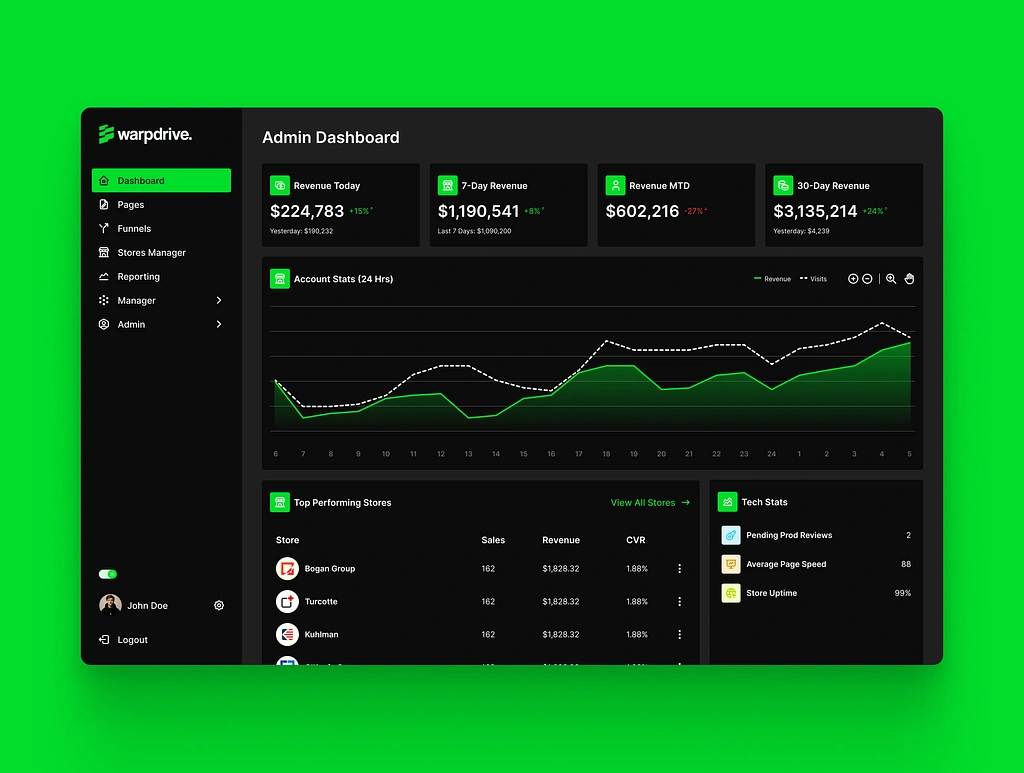 warpdrive.
Dashboard
Pages
Funnels
Stores Manager
Reporting
Manager
Admin
John Doe
Logout
Admin Dashboard
Revenue Today
$224,783 +15%
Yesterday: $190,232
7-Day Revenue
$1,190,541 +8%
Last 7 Days: $1,090,200
Revenue MTD
$602,216 -27%
30-Day Revenue
$3,135,214 +24%
Yesterday: $4,239
Account Stats (24 Hrs)
Revenue Visits
6 7 8 9 10 11 12 13 14 15 16 17 18 19 20 21 22 23 24 1 2 3 4 5
Top Performing Stores
View All Stores →
Store Sales Revenue CVR
Bogan Group 162 $1,828.32 1.88%
Turcotte 162 $1,828.32 1.88%
Kuhlman 162 $1,828.32 1.88%
Tech Stats
Pending Prod Reviews 2
Average Page Speed 88
Store Uptime 99%